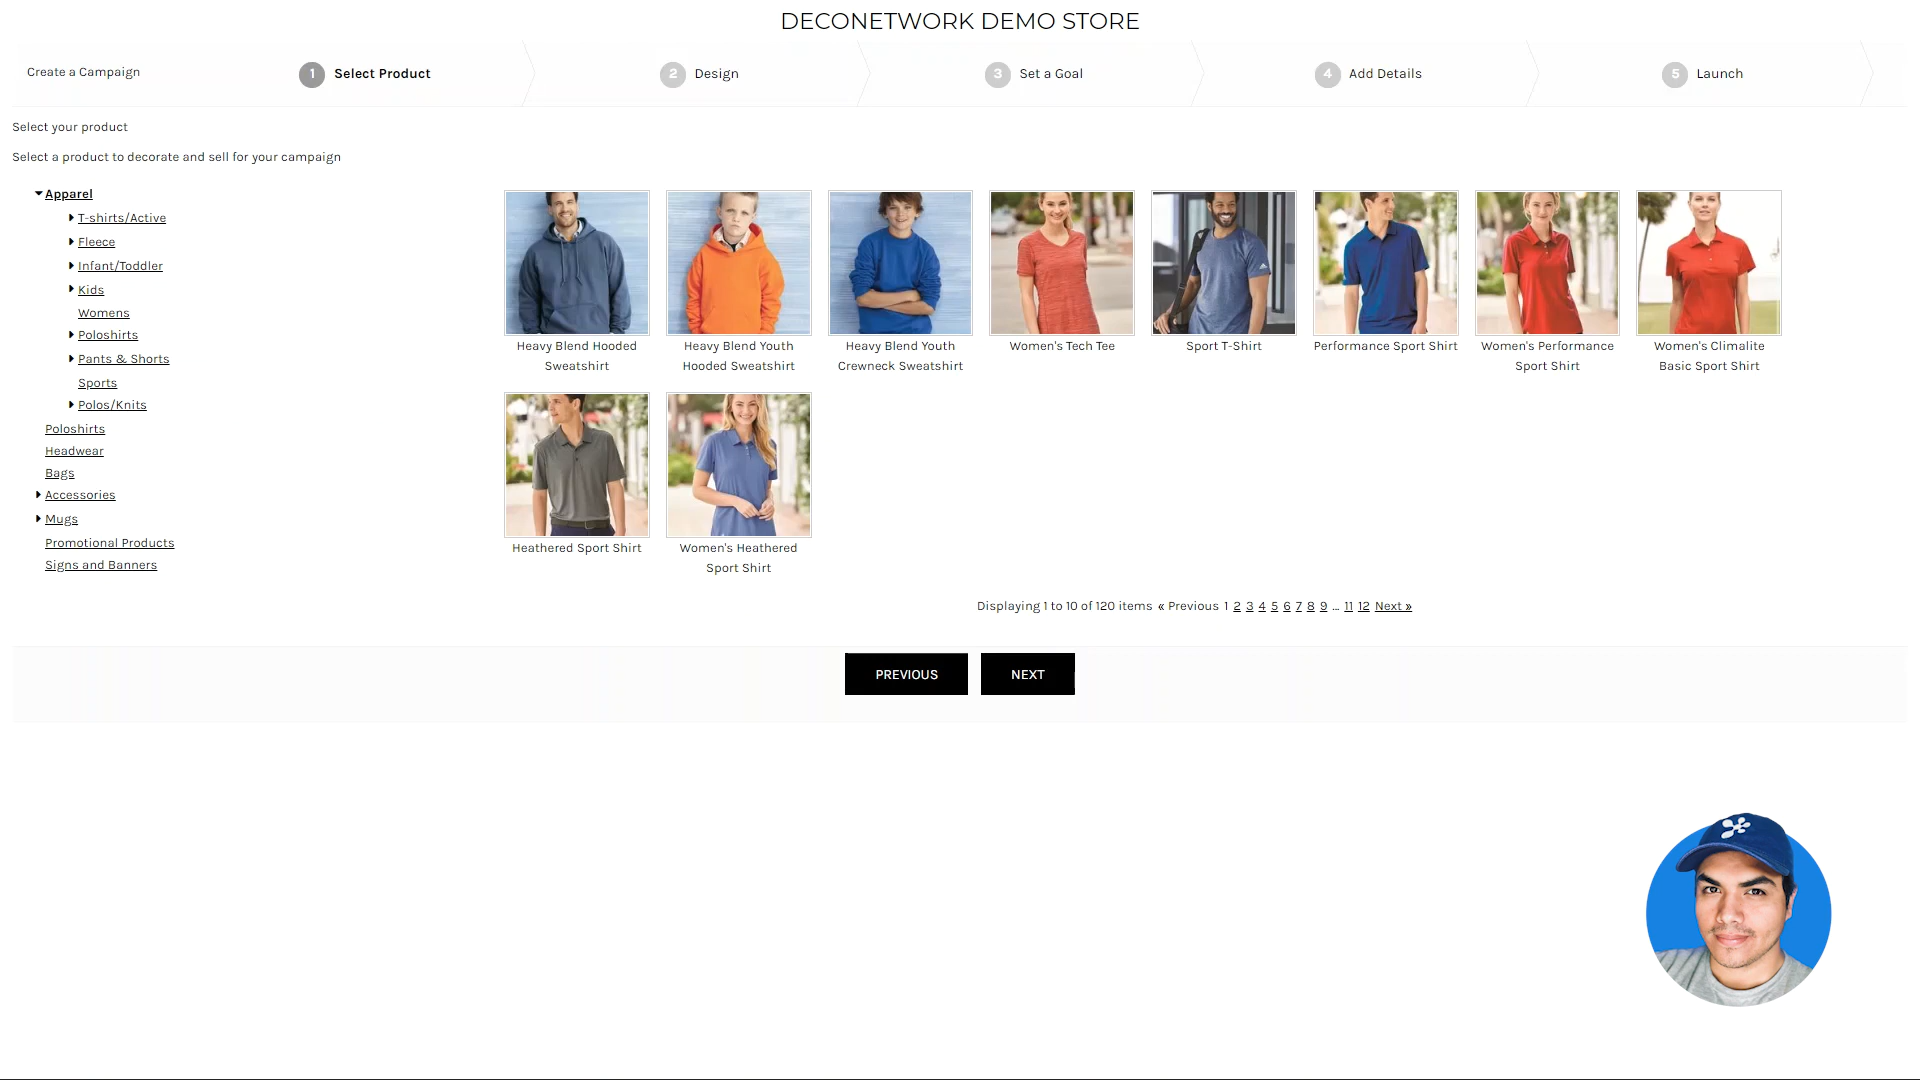 DECONETWORK DEMO STORE
Create a Campaign
1 Select Product
2 Design
3 Set a Goal
4 Add Details
5 Launch
Select your product
Select a product to decorate and sell for your campaign
Apparel
T-shirts/Active
Fleece
Infant/Toddler
Kids
Womens
Poloshirts
Pants & Shorts
Sports
Polos/Knits
Poloshirts
Headwear
Bags
Accessories
Mugs
Promotional Products
Signs and Banners
Heavy Blend Hooded
Sweatshirt
Heavy Blend Youth
Hooded Sweatshirt
Heavy Blend Youth
Crewneck Sweatshirt
Women's Tech Tee
Sport T-Shirt
Performance Sport Shirt
Women's Performance
Sport Shirt
Women's Climalite
Basic Sport Shirt
Heathered Sport Shirt
Women's Heathered
Sport Shirt
Displaying 1 to 10 of 120 items « Previous 1 2 3 4 5 6 7 8 9 ... 11 12 Next »
PREVIOUS
NEXT